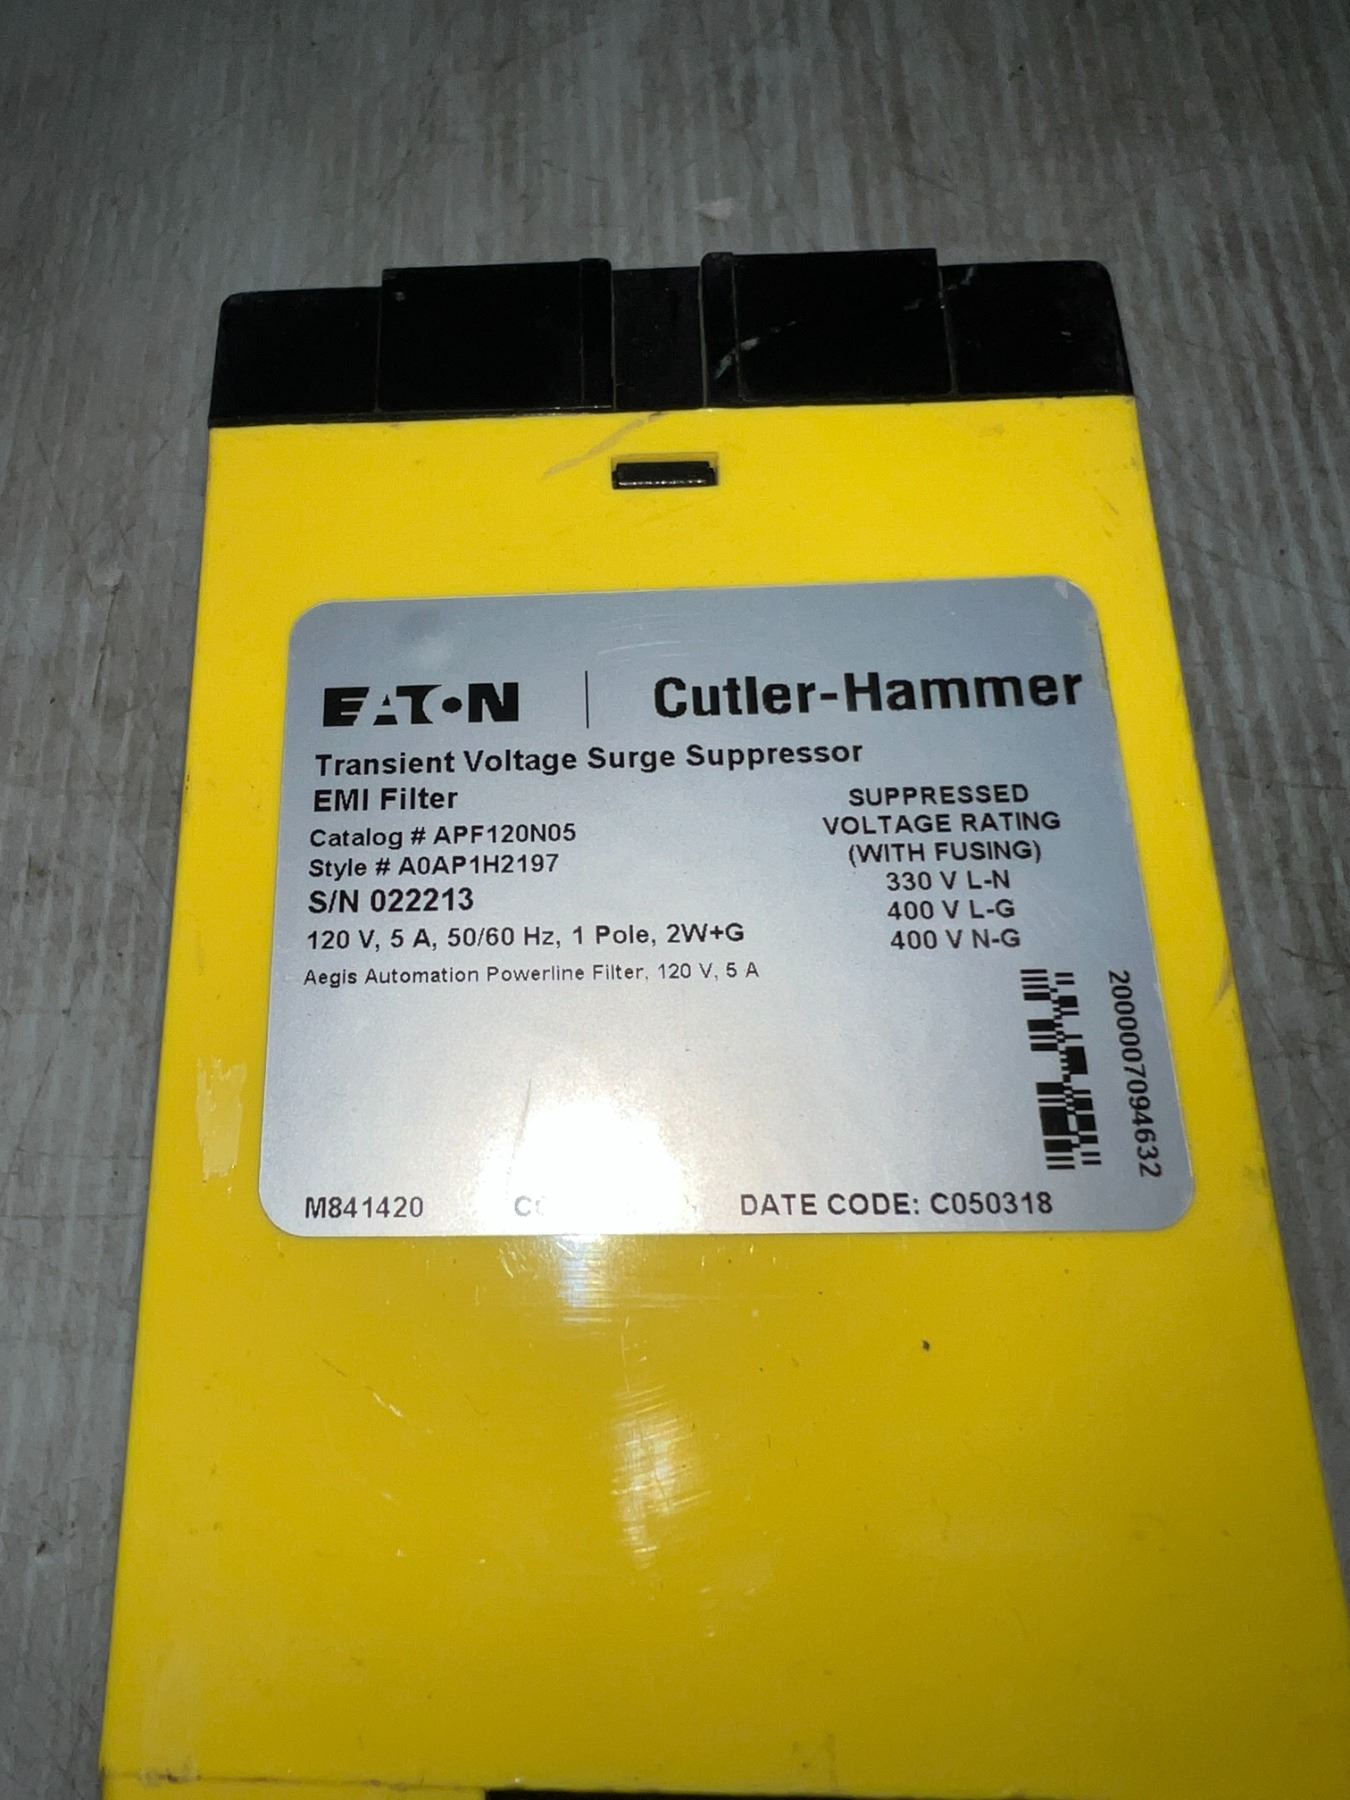 EATON | Cutler-Hammer
Transient Voltage Surge Suppressor
EMI Filter
Catalog # APF120N05
Style # A0AP1H2197
S/N 022213
120 V, 5 A, 50/60 Hz, 1 Pole, 2W+G
Aegis Automation Powerline Filter, 120 V, 5 A
SUPPRESSED
VOLTAGE RATING
(WITH FUSING)
330 V L-N
400 V L-G
400 V N-G
2000007094632
M841420
DATE CODE: C050318